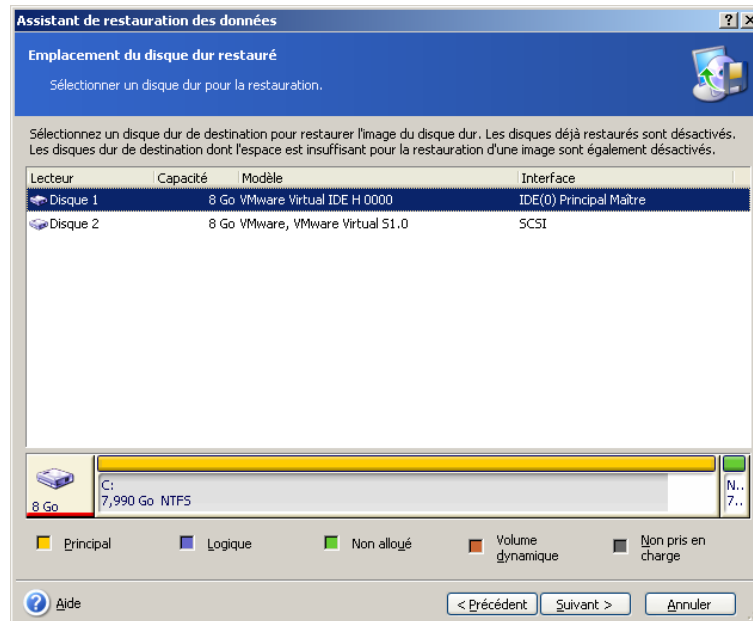 Assistant de restauration des données
Emplacement du disque dur restauré
Sélectionner un disque dur pour la restauration.
Sélectionnez un disque dur de destination pour restaurer l'image du disque dur. Les disques déjà restaurés sont désactivés.
Les disques dur de destination dont l'espace est insuffisant pour la restauration d'une image sont également désactivés.
Lecteur Capacité Modèle Interface
Disque 1 8 Go VMware Virtual IDE H 0000 IDE(0) Principal Maître
Disque 2 8 Go VMware, VMware Virtual S1.0 SCSI
C: N..
8 Go 7,990 Go NTFS 7..
Principal Logique Non alloué Volume dynamique Non pris en charge
Aide < Précédent Suivant > Annuler